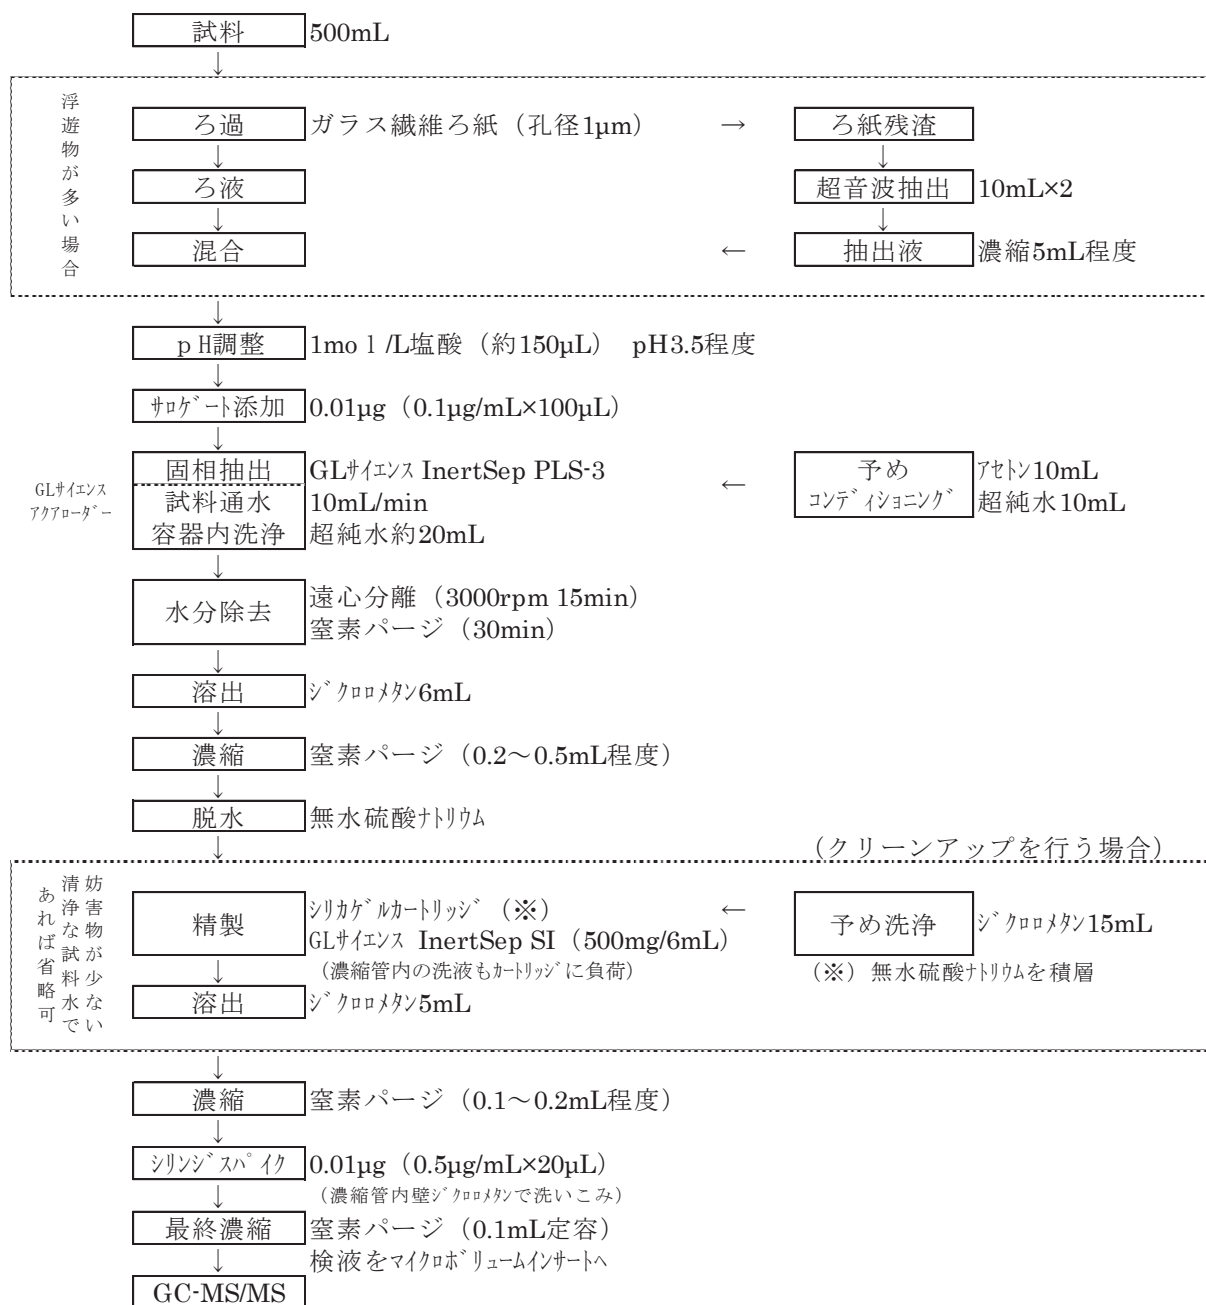 試料 500mL
↓
浮遊物が多い場合
ろ過 ガラス繊維ろ紙（孔径1µm） → ろ紙残渣
↓ ↓
ろ液 超音波抽出 10mL×2
↓ ↓
混合 ← 抽出液 濃縮5mL程度
↓
ｐH調整 1moｌ/L塩酸（約150µL） pH3.5程度
↓
ｻﾛｹﾞｰﾄ添加 0.01µg（0.1µg/mL×100µL）
↓
GLｻｲｴﾝｽ
ｱｸｱﾛｰﾀﾞｰ
固相抽出 GLｻｲｴﾝｽ InertSep PLS-3 ← 予め ｱｾﾄﾝ10mL
試料通水 10mL/min ｺﾝﾃﾞｨｼｮﾆﾝｸﾞ 超純水10mL
容器内洗浄 超純水約20mL
↓
水分除去 遠心分離（3000rpm 15min）
窒素パージ（30min）
↓
溶出 ｼﾞｸﾛﾛﾒﾀﾝ6mL
↓
濃縮 窒素パージ（0.2～0.5mL程度）
↓
脱水 無水硫酸ﾅﾄﾘｳﾑ
↓ （クリーンアップを行う場合）
妨害物が少ない
清浄な試料水で
あれば省略可
精製 ｼﾘｶｹﾞﾙｶｰﾄﾘｯｼﾞ（※） ← 予め洗浄 ｼﾞｸﾛﾛﾒﾀﾝ15mL
GLｻｲｴﾝｽ InertSep SI（500mg/6mL）
（濃縮管内の洗液もｶｰﾄﾘｯｼﾞに負荷） （※）無水硫酸ﾅﾄﾘｳﾑを積層
↓
溶出 ｼﾞｸﾛﾛﾒﾀﾝ5mL
↓
濃縮 窒素パージ（0.1～0.2mL程度）
↓
ｼﾘﾝｼﾞｽﾊﾟｲｸ 0.01µg（0.5µg/mL×20µL）
↓ （濃縮管内壁ｼﾞｸﾛﾛﾒﾀﾝで洗いこみ）
最終濃縮 窒素パージ（0.1mL定容）
↓ 検液をﾏｲｸﾛﾎﾞﾘｭｰﾑｲﾝｻｰﾄへ
GC-MS/MS